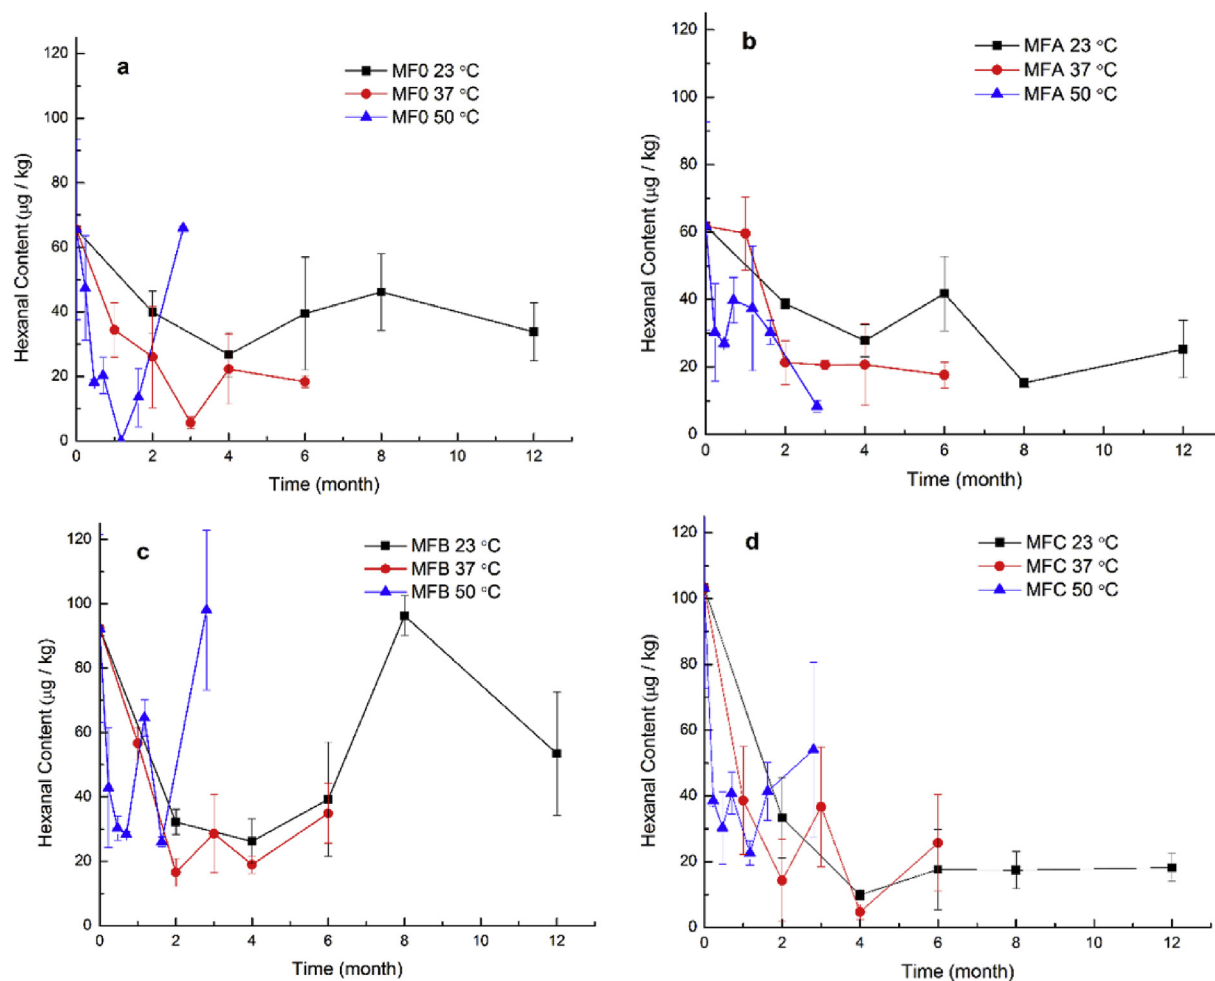 a
MF0 23 °C
MF0 37 °C
MF0 50 °C
Hexanal Content (μg / kg)
120
100
80
60
40
20
0
0 2 4 6 8 10 12
Time (month)
b
MFA 23 °C
MFA 37 °C
MFA 50 °C
Hexanal Content (μg / kg)
120
100
80
60
40
20
0
0 2 4 6 8 10 12
Time (month)
c
MFB 23 °C
MFB 37 °C
MFB 50 °C
Hexanal Content (μg / kg)
120
100
80
60
40
20
0
0 2 4 6 8 10 12
Time (month)
d
MFC 23 °C
MFC 37 °C
MFC 50 °C
Hexanal Content (μg / kg)
120
100
80
60
40
20
0
0 2 4 6 8 10 12
Time (month)